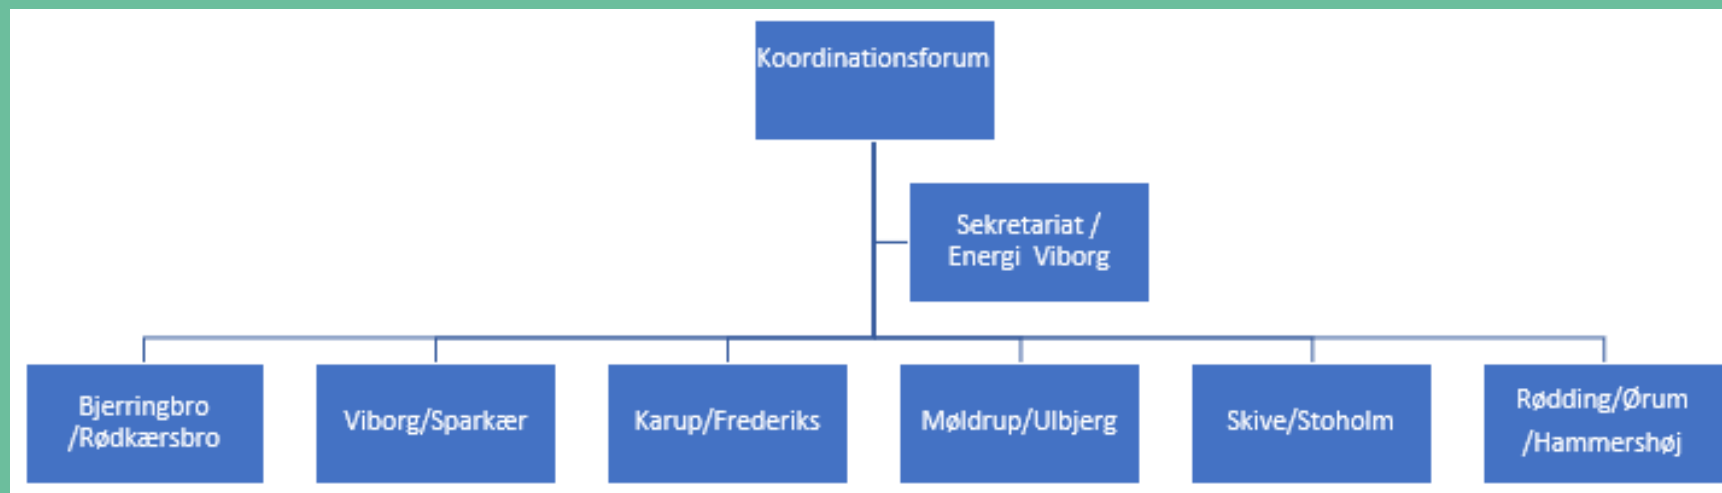 Koordinationsforum
Sekretariat /
Energi Viborg
Bjerringbro
/Rødkærsbro
Viborg/Sparkær
Karup/Frederiks
Møldrup/Ulbjerg
Skive/Stoholm
Rødding/Ørum
/Hammershøj